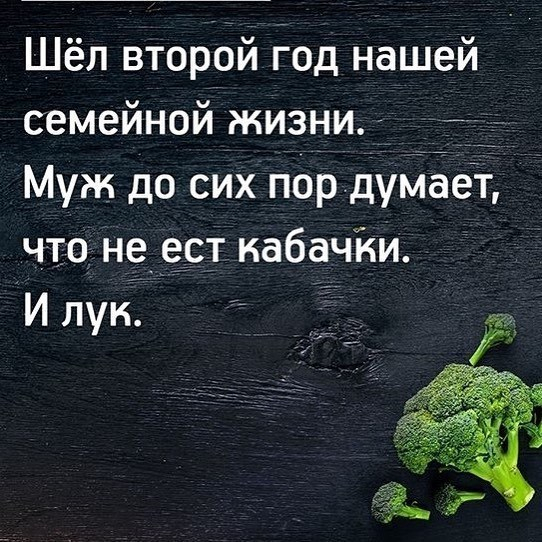 Шёл второй год нашей
семейной жизни.
Муж до сих пор думает,
что не ест кабачки.
И лук.